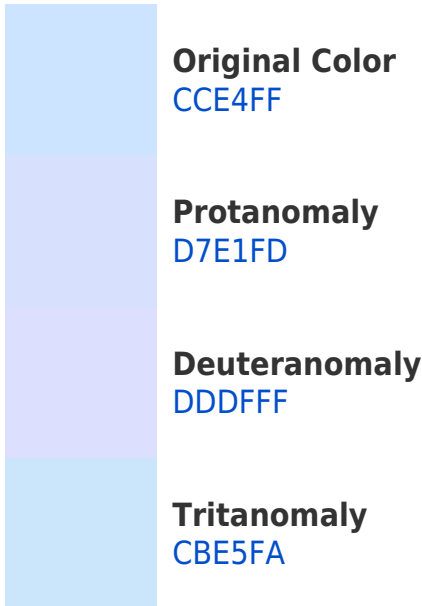 Original Color
CCE4FF
Protanomaly
D7E1FD
Deuteranomaly
DDDFFF
Tritanomaly
CBE5FA